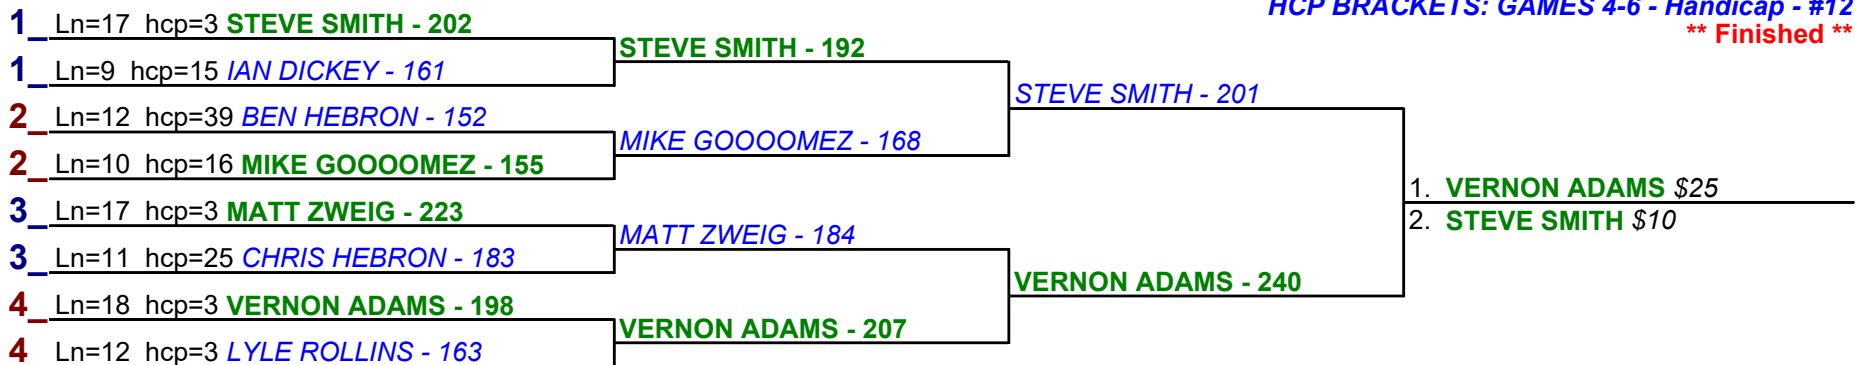 HCP BRACKETS: GAMES 4-6 - Handicap - #12
** Finished **
1_ Ln=17 hcp=3 STEVE SMITH - 202
1_ Ln=9 hcp=15 IAN DICKEY - 161
2_ Ln=12 hcp=39 BEN HEBRON - 152
2_ Ln=10 hcp=16 MIKE GOOOOMEZ - 155
3_ Ln=17 hcp=3 MATT ZWEIG - 223
3_ Ln=11 hcp=25 CHRIS HEBRON - 183
4_ Ln=18 hcp=3 VERNON ADAMS - 198
4 Ln=12 hcp=3 LYLE ROLLINS - 163
STEVE SMITH - 192
MIKE GOOOOMEZ - 168
MATT ZWEIG - 184
VERNON ADAMS - 207
STEVE SMITH - 201
VERNON ADAMS - 240
1. VERNON ADAMS $25
2. STEVE SMITH $10